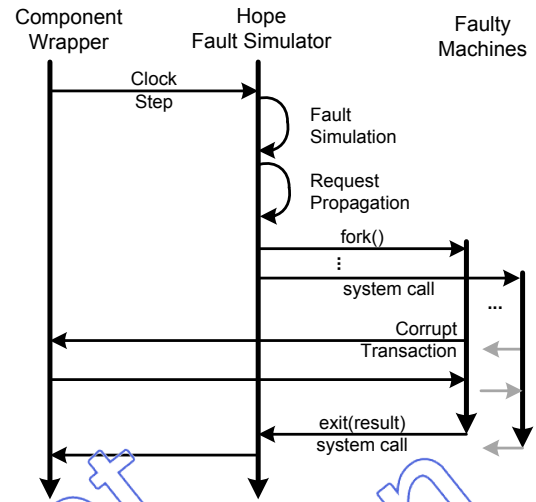 Component
Wrapper
Hope
Fault Simulator
Faulty
Machines
Clock
Step
Fault
Simulation
Request
Propagation
fork()
...
system call
...
Corrupt
Transaction
exit(result)
system call